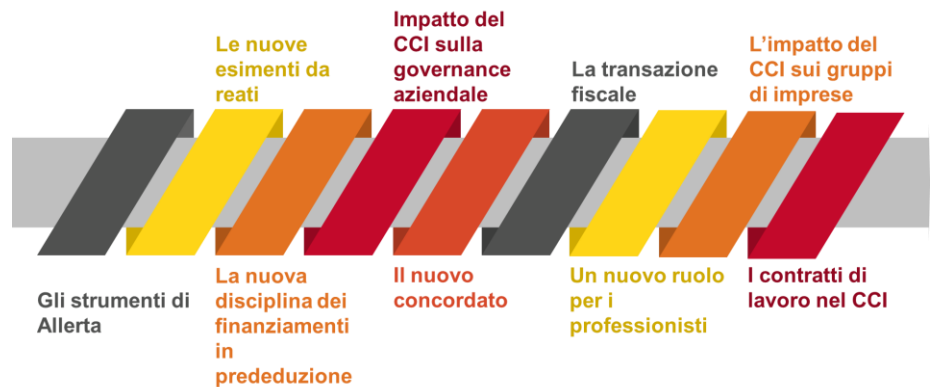 Gli strumenti di
Allerta
Le nuove
esimenti da
reati
La nuova
disciplina dei
finanziamenti
in
prededuzione
Impatto del
CCI sulla
governance
aziendale
Il nuovo
concordato
La transazione
fiscale
Un nuovo ruolo
per i
professionisti
L’impatto del
CCI sui gruppi
di imprese
I contratti di
lavoro nel CCI